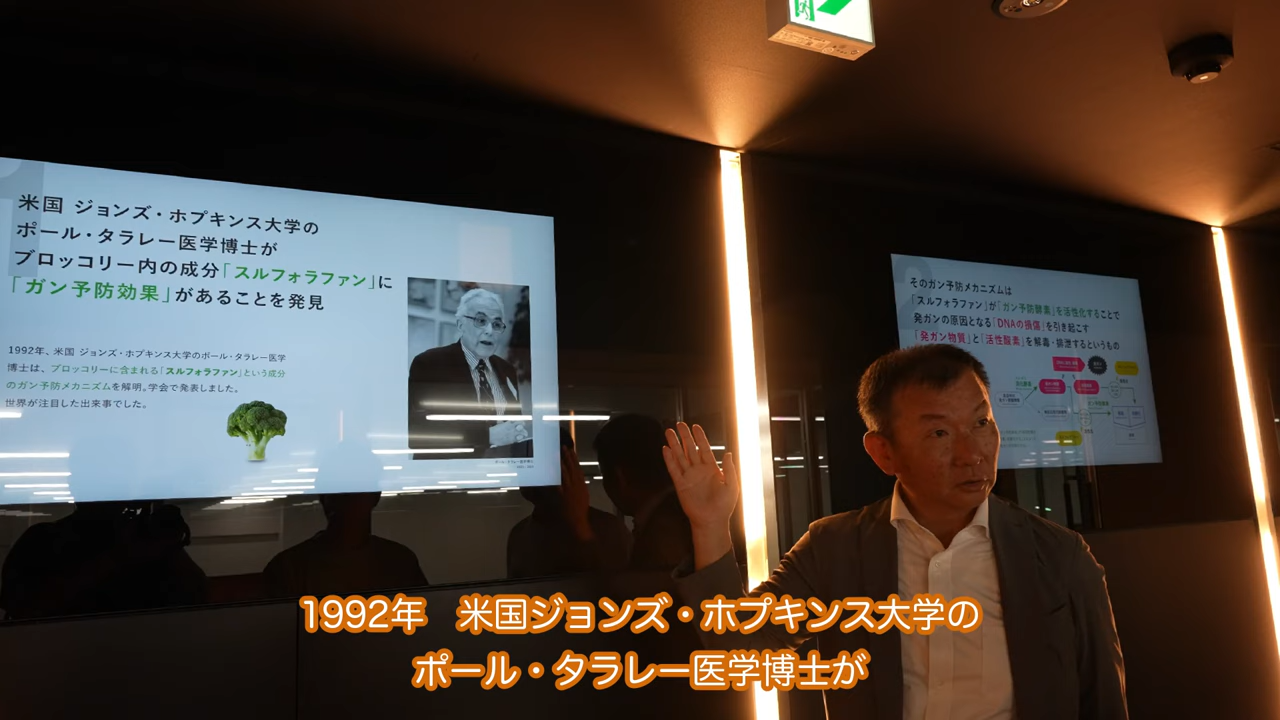 米国 ジョンズ・ホプキンス大学の
ポール・タラレー医学博士が
ブロッコリー内の成分「スルフォラファン」に
「ガン予防効果」があることを発見
1992年、米国 ジョンズ・ホプキンス大学のポール・タラレー医学
博士は、ブロッコリーに含まれる「スルフォラファン」という成分
のガン予防メカニズムを解明。学会で発表しました。
世界が注目した出来事でした。
そのガン予防メカニズムは
「スルフォラファン」が「ガン予防酵素」を活性化することで
発ガンの原因となる「DNAの損傷」を引き起こす
「発ガン物質」と「活性酸素」を解毒・排泄するというもの
1992年　米国ジョンズ・ホプキンス大学の
ポール・タラレー医学博士が